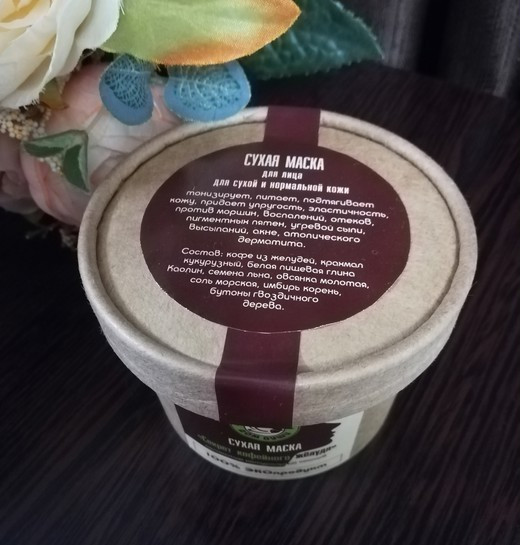 СУХАЯ МАСКА
для лица
для сухой и нормальной кожи
тонизирует, питает, подтягивает
кожу, придает упругость, эластичность,
против морщин, воспалений, отеков,
пигментных пятен, угревой сыпи,
высыпаний, акне, атопического
дерматита.
Состав: кофе из желудей, крахмал
кукурузный, белая пищевая глина
Каолин, семена льна, овсянка молотая,
соль морская, имбирь корень,
бутоны гвоздичного
дерева.
СУХАЯ МАСКА
кофейного жёлудя»
100% ЭКОпродукт